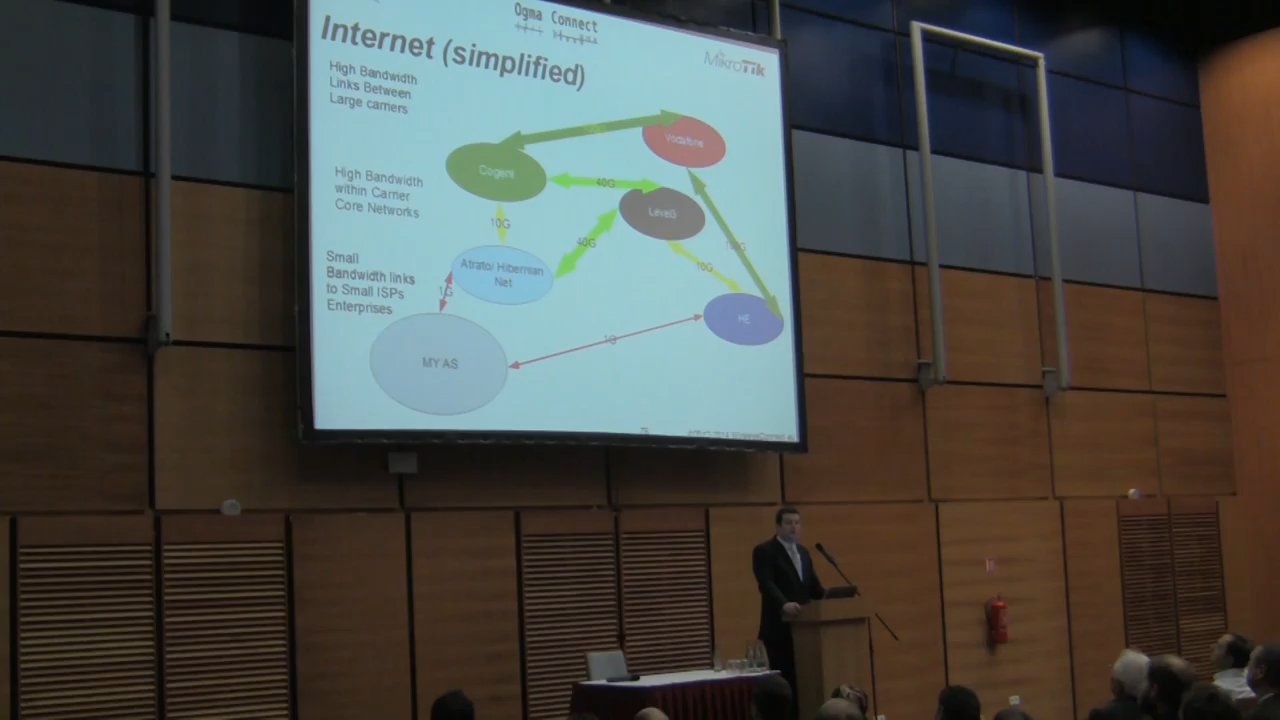 Ogma Connect
Internet (simplified)
MikroTik
High Bandwidth
Links Between
Large carriers
Vodafone
Cogent
40G
High Bandwidth
within Carrier
Core Networks
Level3
10G
40G
10G
Atrato/ Hibernian
Net
Small
Bandwidth links
to Small ISPs
Enterprises
1G
HE
1G
MY AS